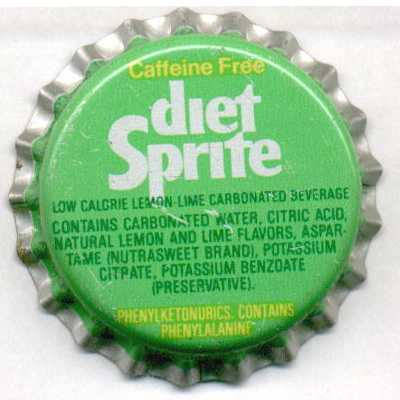 Caffeine Free
diet
Sprite
LOW CALORIE LEMON-LIME CARBONATED BEVERAGE
CONTAINS CARBONATED WATER, CITRIC ACID,
NATURAL LEMON AND LIME FLAVORS, ASPAR-
TAME (NUTRASWEET BRAND), POTASSIUM
CITRATE, POTASSIUM BENZOATE
(PRESERVATIVE).
"PHENYLKETONURICS. CONTAINS
PHENYLALANINE"